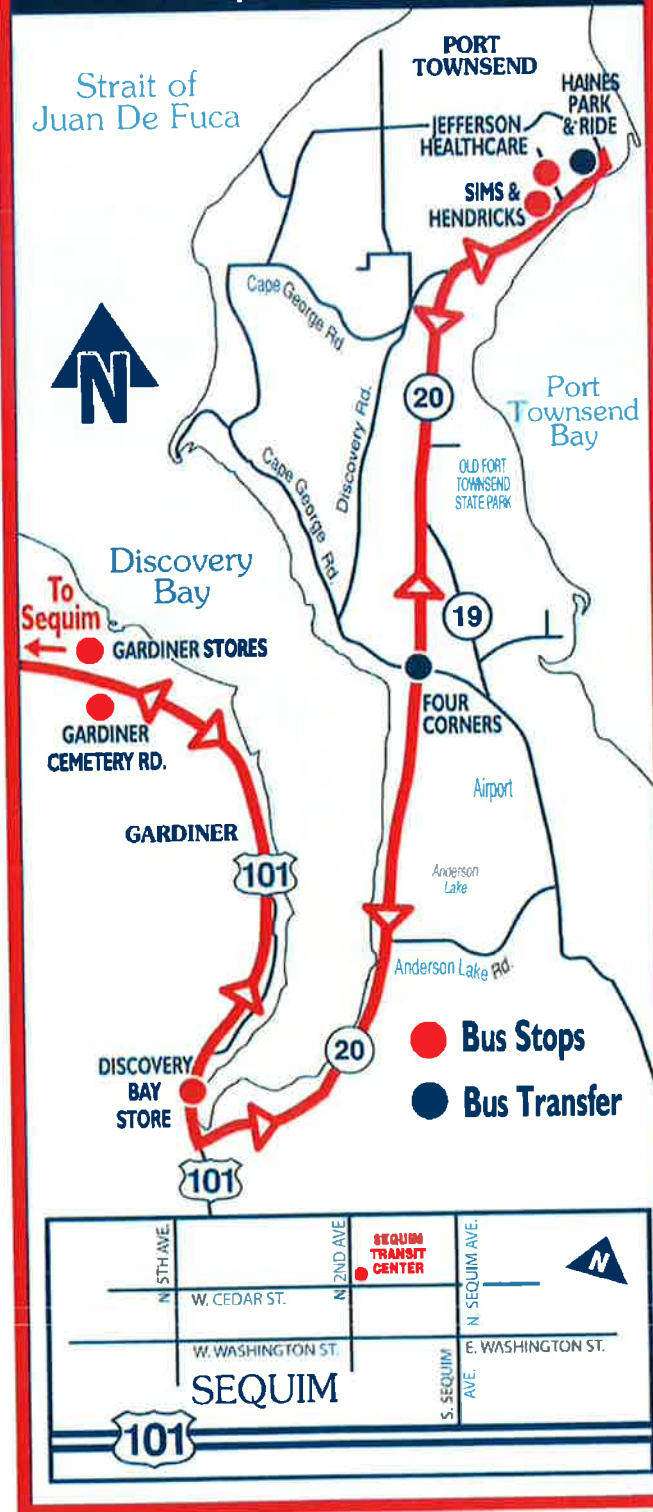 PORT
TOWNSEND
Strait of
Juan De Fuca
HAINES
PARK
& RIDE
JEFFERSON
HEALTHCARE
SIMS &
HENDRICKS
N
Cape George Rd.
20
Port
Townsend
Bay
Discovery Rd.
OLD FORT
TOWNSEND
STATE PARK
Cape George Rd.
Discovery
Bay
To
Sequim
19
GARDINER STORES
FOUR
CORNERS
GARDINER
CEMETERY RD.
Airport
GARDINER
101
Anderson
Lake
Anderson Lake Rd.
20
Bus Stops
DISCOVERY
BAY
STORE
Bus Transfer
101
N 5TH AVE.
N 2ND AVE
SEQUIM
TRANSIT
CENTER
N. SEQUIM AVE.
N
W. CEDAR ST.
W. WASHINGTON ST.
E. WASHINGTON ST.
S. SEQUIM
AVE.
SEQUIM
101